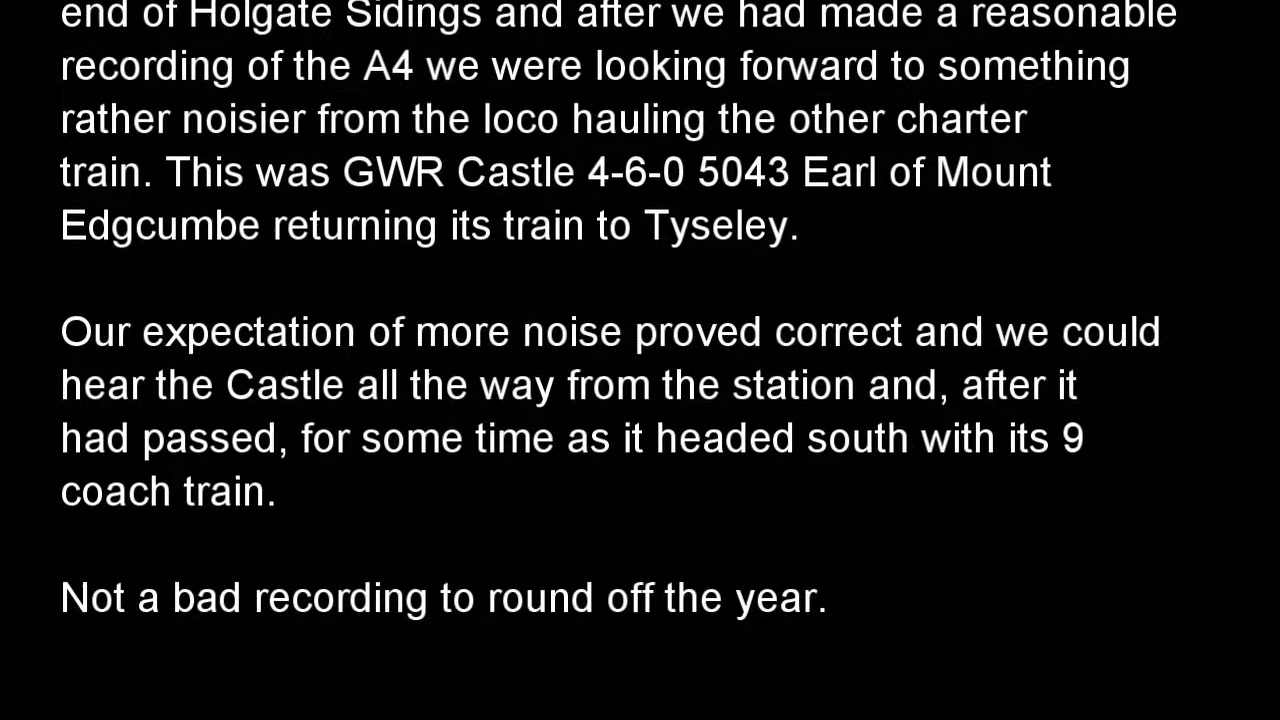 end of Holgate Sidings and after we had made a reasonable
recording of the A4 we were looking forward to something
rather noisier from the loco hauling the other charter
train. This was GWR Castle 4-6-0 5043 Earl of Mount
Edgcumbe returning its train to Tyseley.
Our expectation of more noise proved correct and we could
hear the Castle all the way from the station and, after it
had passed, for some time as it headed south with its 9
coach train.
Not a bad recording to round off the year.